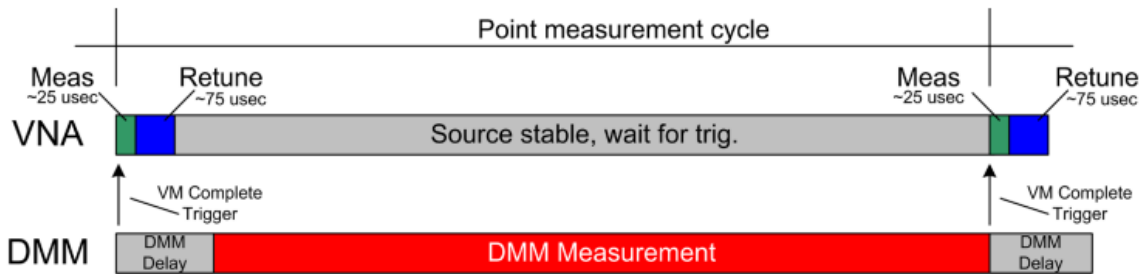 Point measurement cycle
Meas
~25 usec
Retune
~75 usec
Meas
~25 usec
Retune
~75 usec
VNA
Source stable, wait for trig.
VM Complete
Trigger
VM Complete
Trigger
DMM
DMM
Delay
DMM Measurement
DMM
Delay